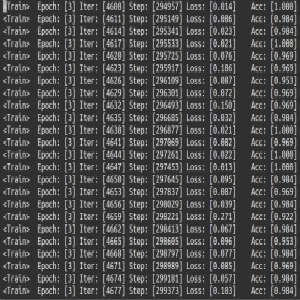 <Train> Epoch: [3] Iter: [4608] Step: [294957] Loss: [0.014] Acc: [1.000]
<Train> Epoch: [3] Iter: [4611] Step: [295149] Loss: [0.086] Acc: [0.984]
<Train> Epoch: [3] Iter: [4614] Step: [295341] Loss: [0.023] Acc: [0.984]
<Train> Epoch: [3] Iter: [4617] Step: [295533] Loss: [0.021] Acc: [1.000]
<Train> Epoch: [3] Iter: [4620] Step: [295725] Loss: [0.076] Acc: [0.969]
<Train> Epoch: [3] Iter: [4623] Step: [295917] Loss: [0.106] Acc: [0.969]
<Train> Epoch: [3] Iter: [4626] Step: [296109] Loss: [0.087] Acc: [0.953]
<Train> Epoch: [3] Iter: [4629] Step: [296301] Loss: [0.072] Acc: [0.969]
<Train> Epoch: [3] Iter: [4632] Step: [296493] Loss: [0.150] Acc: [0.969]
<Train> Epoch: [3] Iter: [4635] Step: [296685] Loss: [0.032] Acc: [0.984]
<Train> Epoch: [3] Iter: [4638] Step: [296877] Loss: [0.021] Acc: [1.000]
<Train> Epoch: [3] Iter: [4641] Step: [297069] Loss: [0.082] Acc: [0.969]
<Train> Epoch: [3] Iter: [4644] Step: [297261] Loss: [0.022] Acc: [1.000]
<Train> Epoch: [3] Iter: [4647] Step: [297453] Loss: [0.013] Acc: [1.000]
<Train> Epoch: [3] Iter: [4650] Step: [297645] Loss: [0.095] Acc: [0.984]
<Train> Epoch: [3] Iter: [4653] Step: [297837] Loss: [0.087] Acc: [0.969]
<Train> Epoch: [3] Iter: [4656] Step: [298029] Loss: [0.039] Acc: [0.984]
<Train> Epoch: [3] Iter: [4659] Step: [298221] Loss: [0.271] Acc: [0.922]
<Train> Epoch: [3] Iter: [4662] Step: [298413] Loss: [0.067] Acc: [0.984]
<Train> Epoch: [3] Iter: [4665] Step: [298605] Loss: [0.096] Acc: [0.953]
<Train> Epoch: [3] Iter: [4668] Step: [298797] Loss: [0.077] Acc: [0.984]
<Train> Epoch: [3] Iter: [4671] Step: [298989] Loss: [0.085] Acc: [0.969]
<Train> Epoch: [3] Iter: [4674] Step: [299181] Loss: [0.057] Acc: [0.984]
<Train> Epoch: [3] Iter: [4677] Step: [299373] Loss: [0.103] Acc: [0.984]